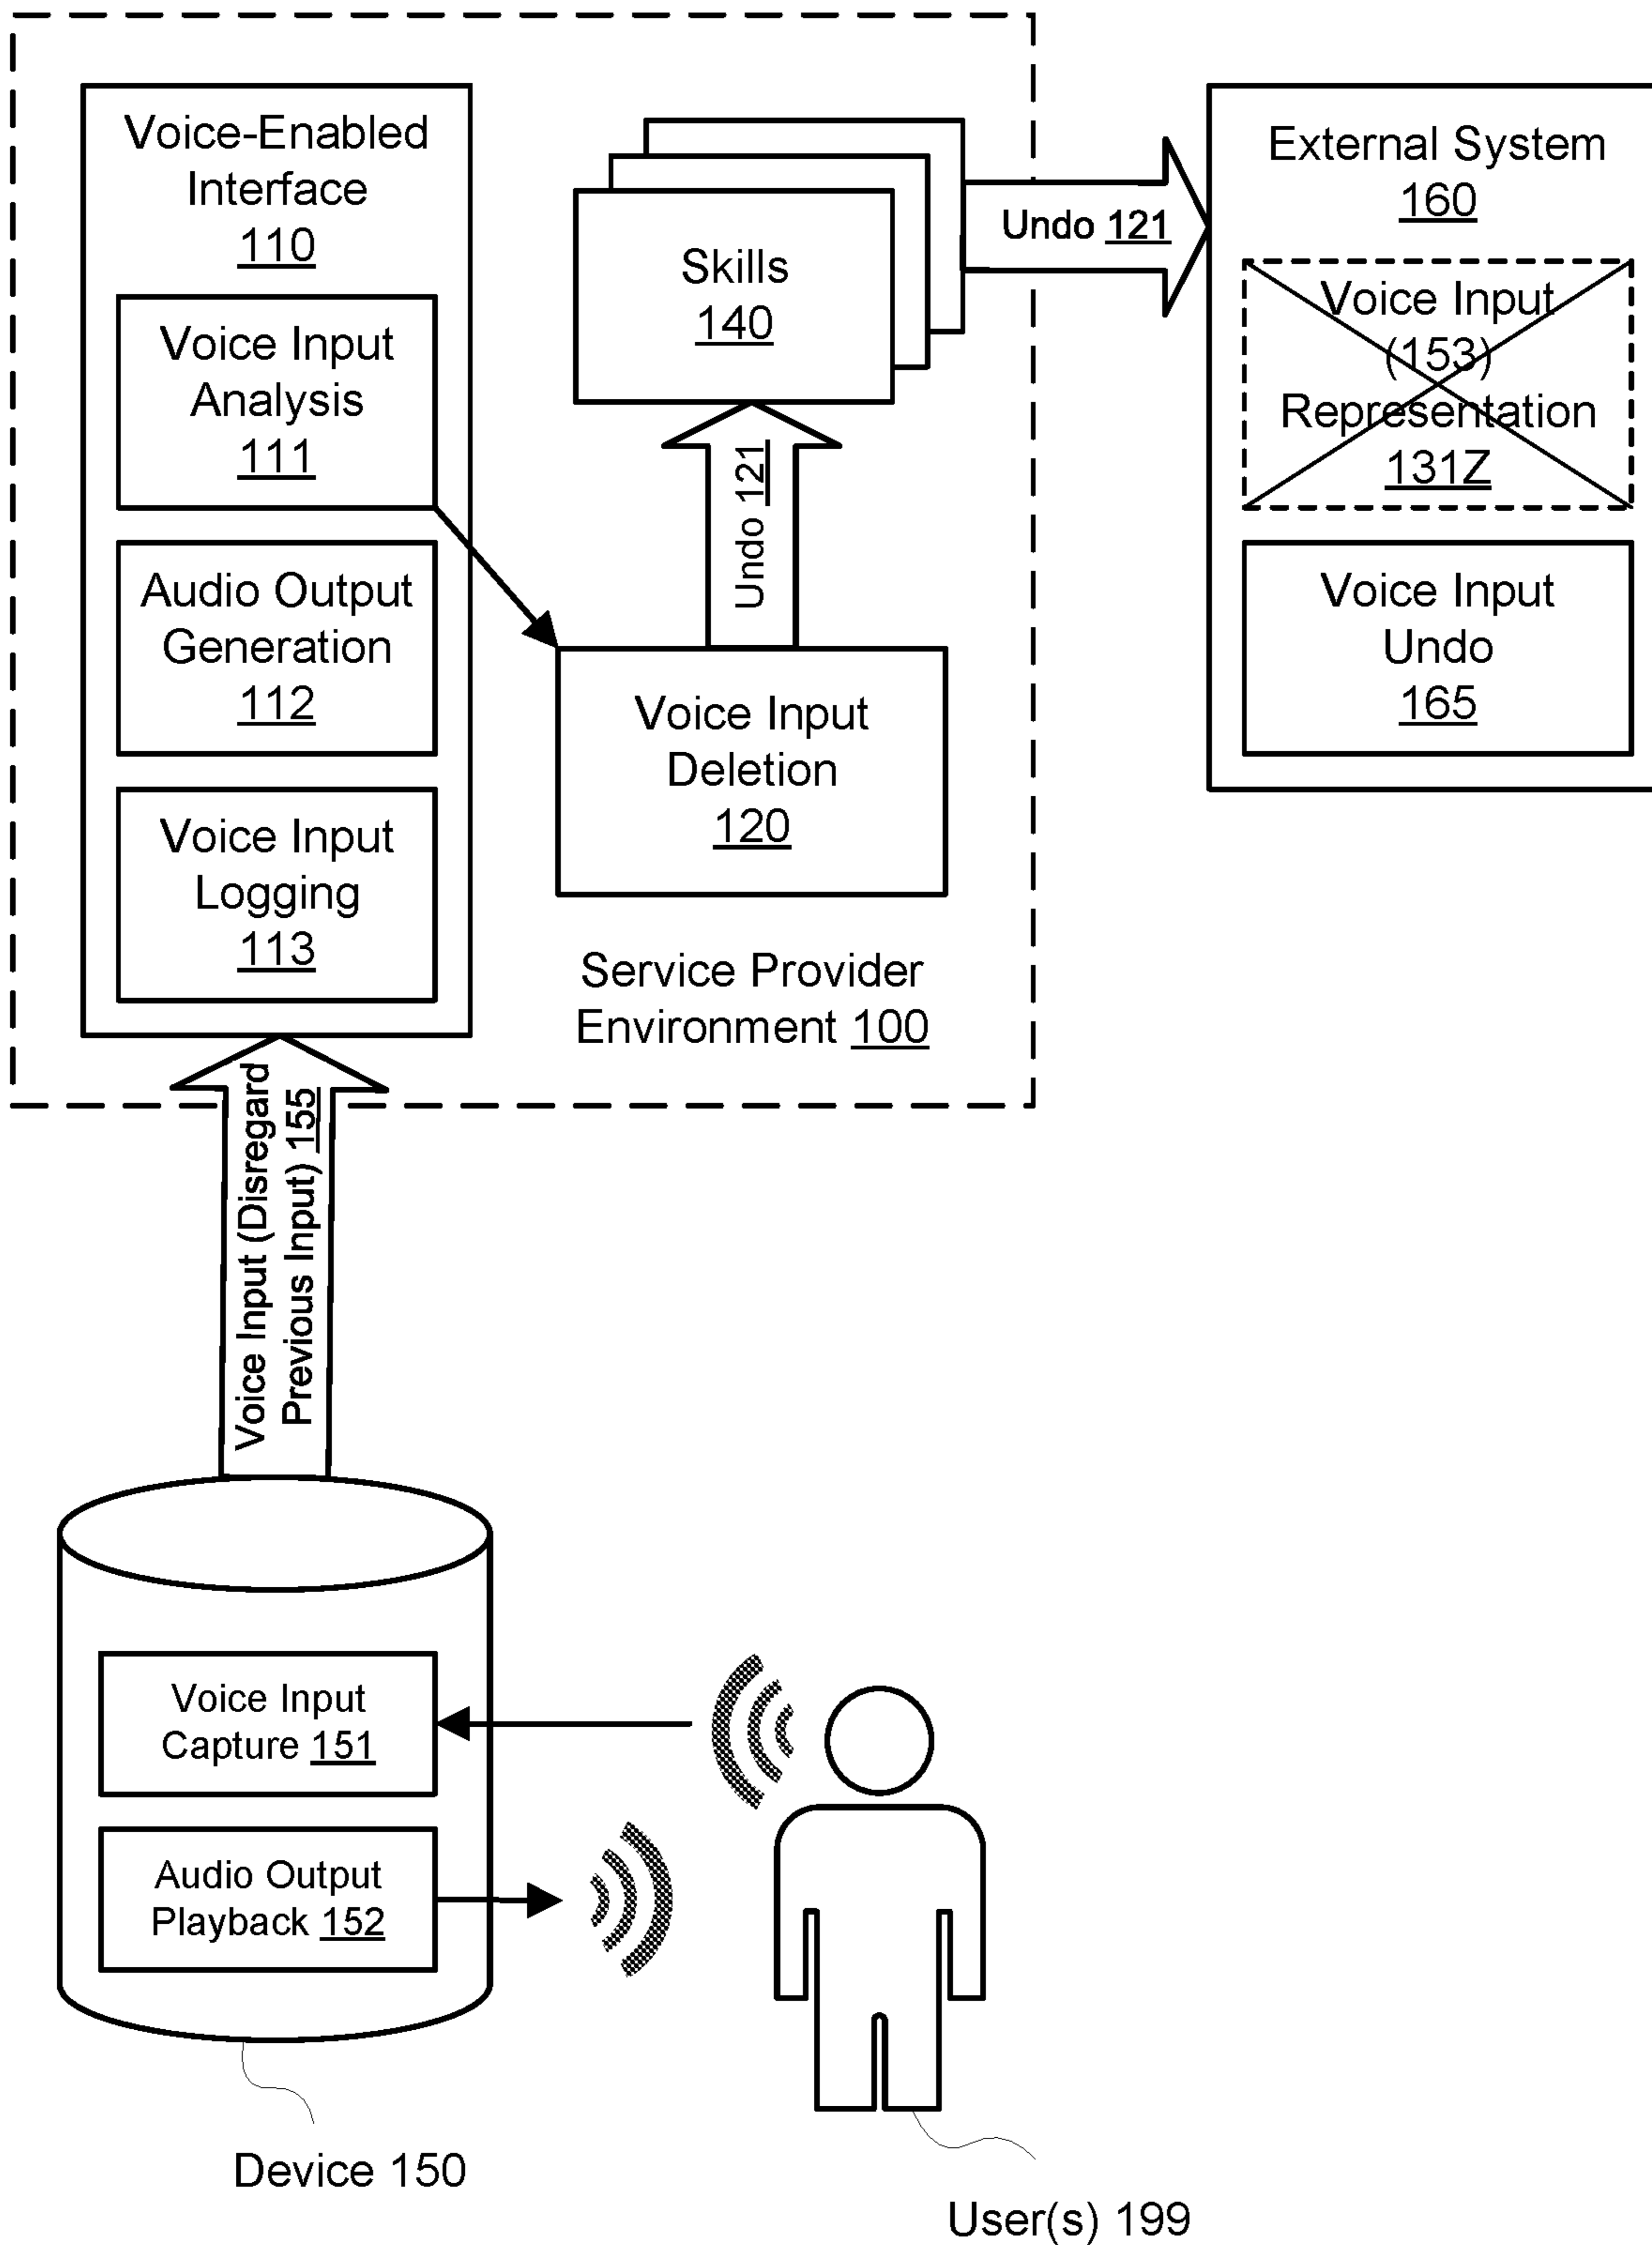 Voice-Enabled
Interface
110
Voice Input
Analysis
111
Audio Output
Generation
112
Voice Input
Logging
113
Skills
140
Undo 121
Voice Input
Deletion
120
Service Provider
Environment 100
Undo 121
External System
160
Voice Input
(153)
Representation
131Z
Voice Input
Undo
165
Voice Input (Disregard
Previous Input) 155
Voice Input
Capture 151
Audio Output
Playback 152
Device 150
User(s) 199